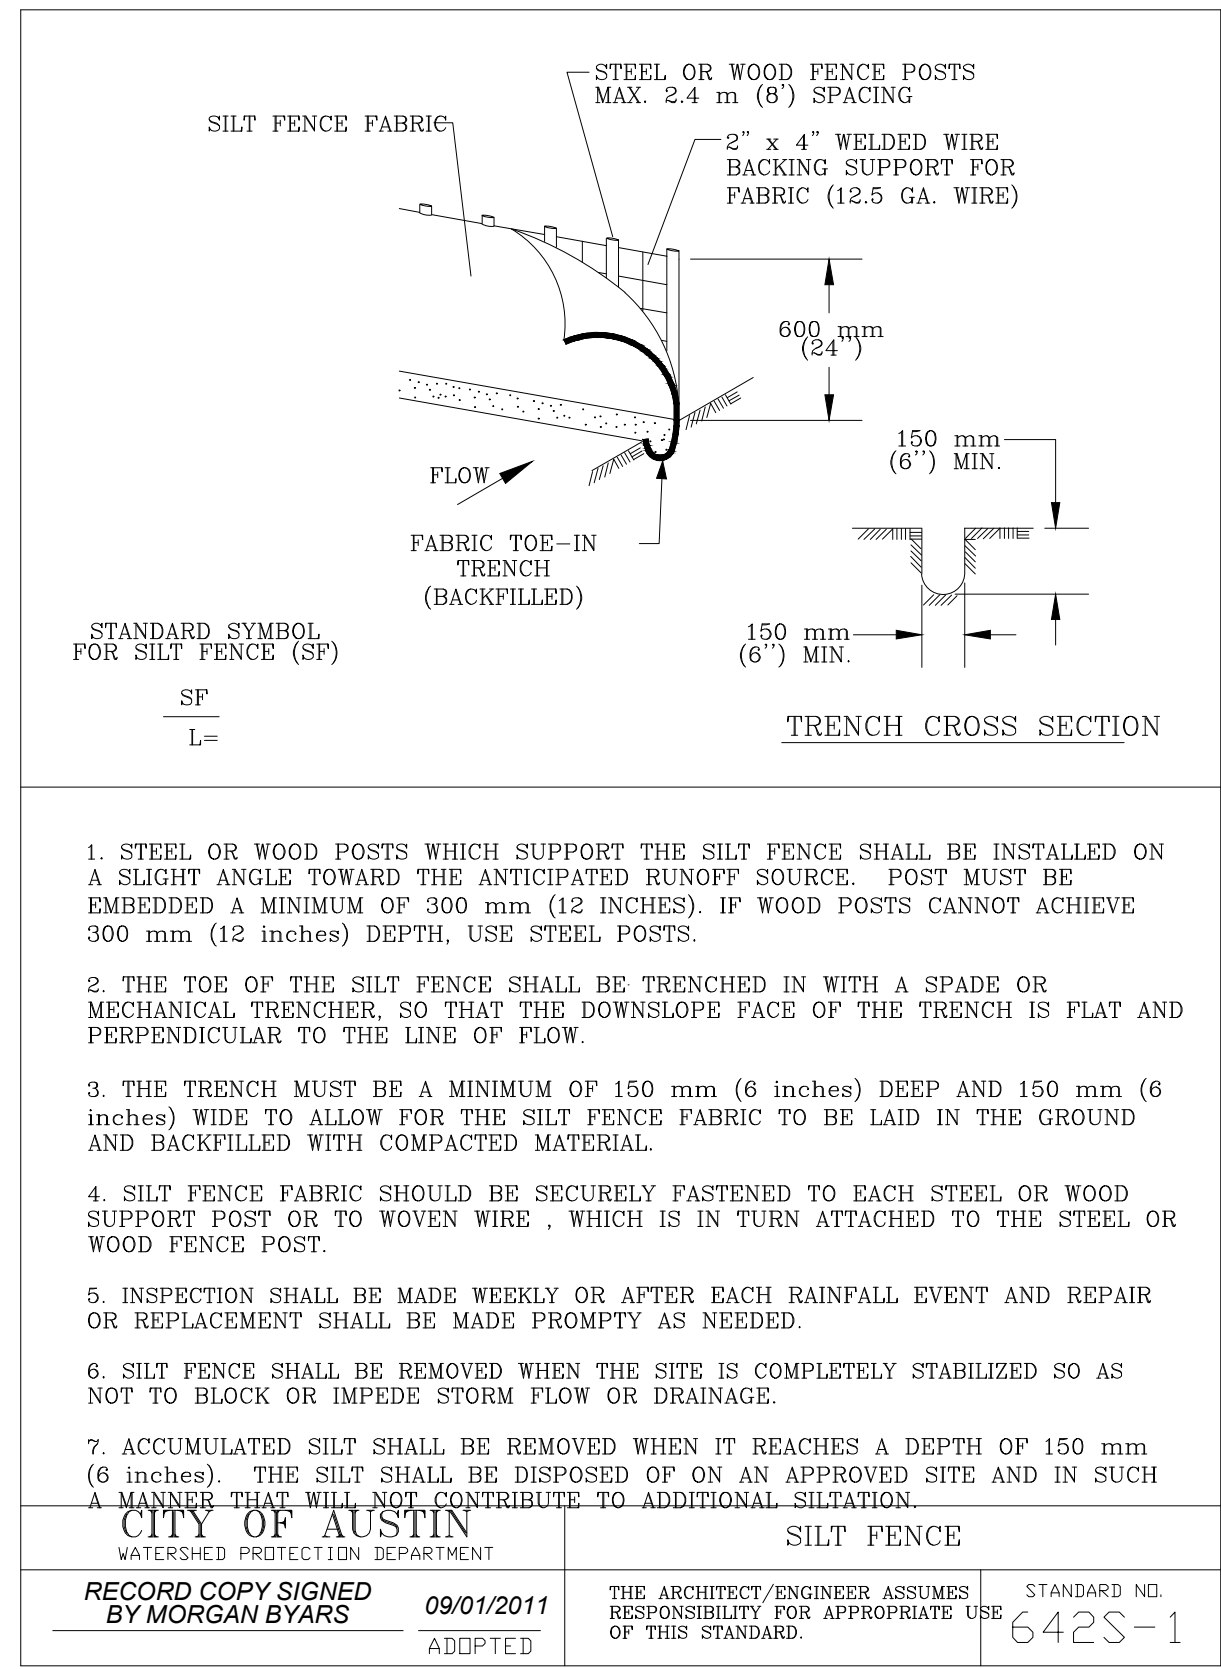 STEEL OR WOOD FENCE POSTS
MAX. 2.4 m (8') SPACING
SILT FENCE FABRIC
2" x 4" WELDED WIRE
BACKING SUPPORT FOR
FABRIC (12.5 GA. WIRE)
600 mm
(24'')
150 mm
(6'') MIN.
FLOW
FABRIC TOE-IN
TRENCH
(BACKFILLED)
STANDARD SYMBOL
FOR SILT FENCE (SF)
SF
L=
150 mm
(6'') MIN.
TRENCH CROSS SECTION
1. STEEL OR WOOD POSTS WHICH SUPPORT THE SILT FENCE SHALL BE INSTALLED ON
A SLIGHT ANGLE TOWARD THE ANTICIPATED RUNOFF SOURCE. POST MUST BE
EMBEDDED A MINIMUM OF 300 mm (12 INCHES). IF WOOD POSTS CANNOT ACHIEVE
300 mm (12 inches) DEPTH, USE STEEL POSTS.
2. THE TOE OF THE SILT FENCE SHALL BE TRENCHED IN WITH A SPADE OR
MECHANICAL TRENCHER, SO THAT THE DOWNSLOPE FACE OF THE TRENCH IS FLAT AND
PERPENDICULAR TO THE LINE OF FLOW.
3. THE TRENCH MUST BE A MINIMUM OF 150 mm (6 inches) DEEP AND 150 mm (6
inches) WIDE TO ALLOW FOR THE SILT FENCE FABRIC TO BE LAID IN THE GROUND
AND BACKFILLED WITH COMPACTED MATERIAL.
4. SILT FENCE FABRIC SHOULD BE SECURELY FASTENED TO EACH STEEL OR WOOD
SUPPORT POST OR TO WOVEN WIRE , WHICH IS IN TURN ATTACHED TO THE STEEL OR
WOOD FENCE POST.
5. INSPECTION SHALL BE MADE WEEKLY OR AFTER EACH RAINFALL EVENT AND REPAIR
OR REPLACEMENT SHALL BE MADE PROMPTY AS NEEDED.
6. SILT FENCE SHALL BE REMOVED WHEN THE SITE IS COMPLETELY STABILIZED SO AS
NOT TO BLOCK OR IMPEDE STORM FLOW OR DRAINAGE.
7. ACCUMULATED SILT SHALL BE REMOVED WHEN IT REACHES A DEPTH OF 150 mm
(6 inches). THE SILT SHALL BE DISPOSED OF ON AN APPROVED SITE AND IN SUCH
A MANNER THAT WILL NOT CONTRIBUTE TO ADDITIONAL SILTATION.
CITY OF AUSTIN
WATERSHED PROTECTION DEPARTMENT
SILT FENCE
RECORD COPY SIGNED
BY MORGAN BYARS
09/01/2011
ADOPTED
THE ARCHITECT/ENGINEER ASSUMES
RESPONSIBILITY FOR APPROPRIATE USE
OF THIS STANDARD.
STANDARD NO.
642S-1